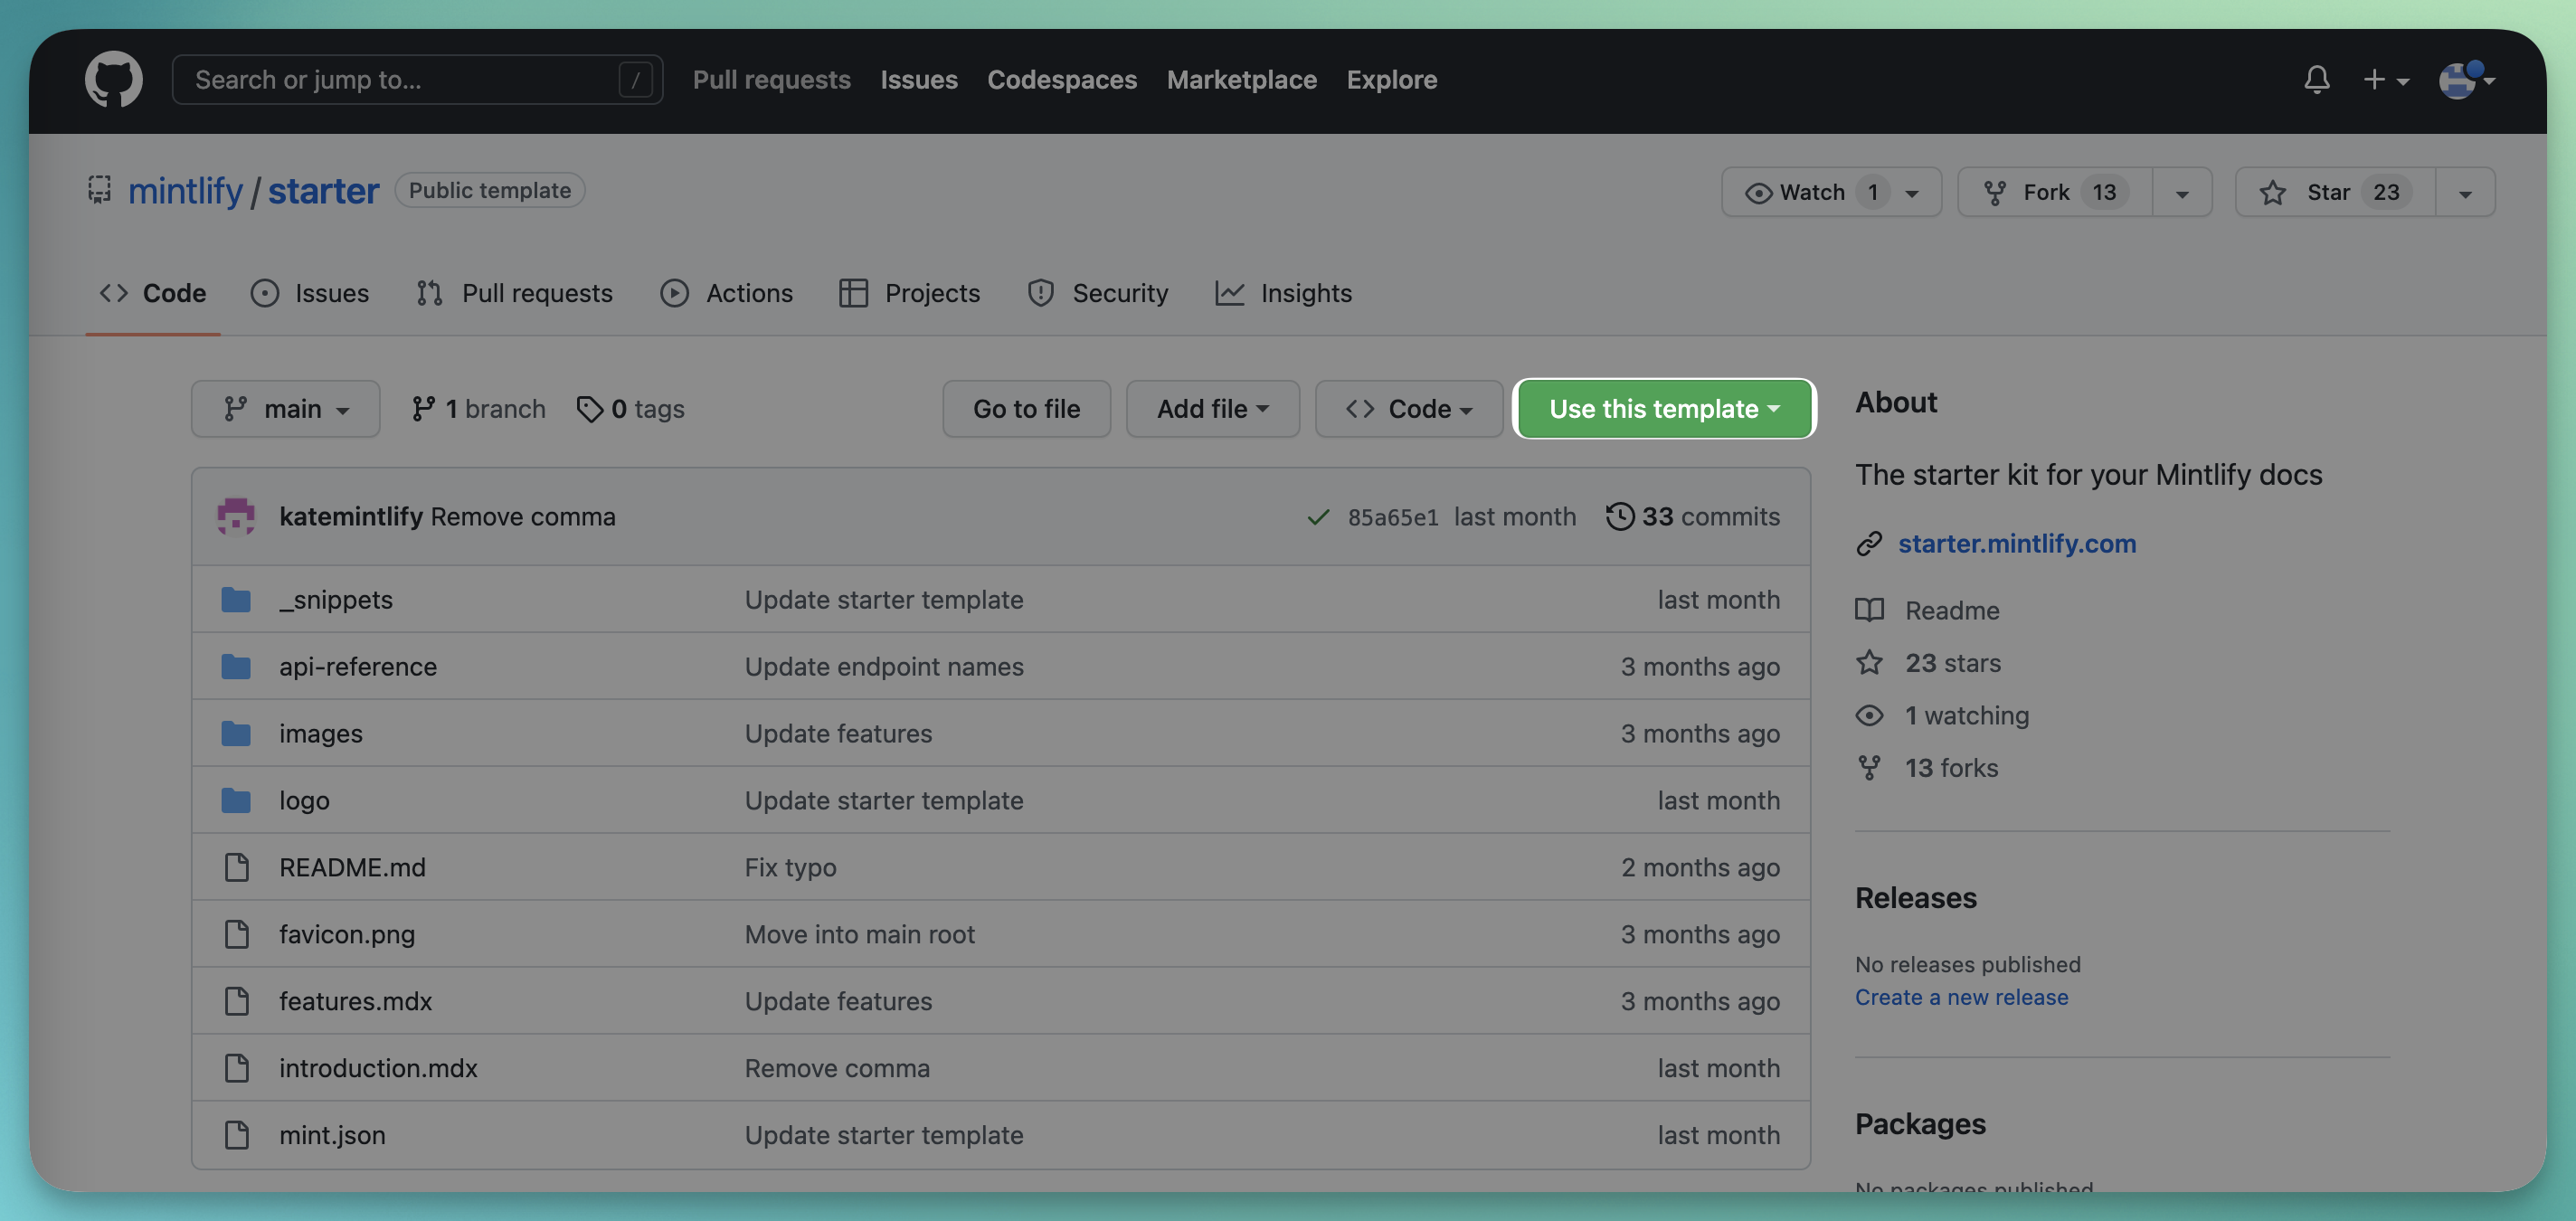 Search or jump to... / Pull requests Issues Codespaces Marketplace Explore
mintlify / starter Public template Watch 1 Fork 13 Star 23
Code Issues Pull requests Actions Projects Security Insights
main 1 branch 0 tags Go to file Add file Code Use this template
katemintlify Remove comma 85a65e1 last month 33 commits
_snippets Update starter template last month
api-reference Update endpoint names 3 months ago
images Update features 3 months ago
logo Update starter template last month
README.md Fix typo 2 months ago
favicon.png Move into main root 3 months ago
features.mdx Update features 3 months ago
introduction.mdx Remove comma last month
mint.json Update starter template last month
About
The starter kit for your Mintlify docs
starter.mintlify.com
Readme
23 stars
1 watching
13 forks
Releases
No releases published
Create a new release
Packages
No packages published